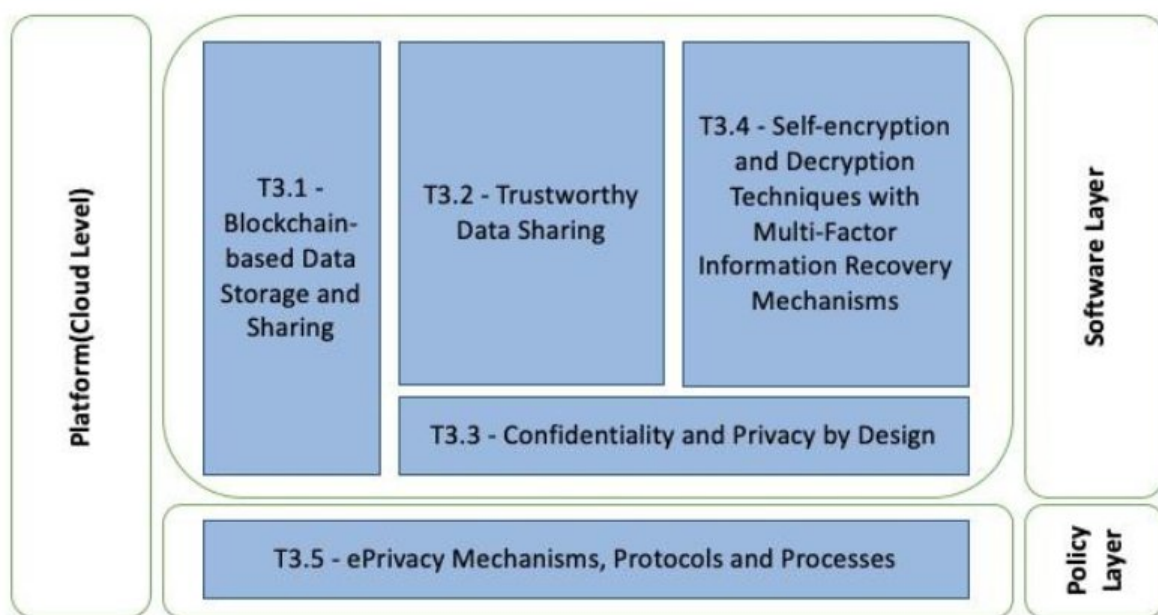 Platform(Cloud Level)
T3.1 -
Blockchain-
based Data
Storage and
Sharing
T3.2 - Trustworthy
Data Sharing
T3.4 - Self-encryption
and Decryption
Techniques with
Multi-Factor
Information Recovery
Mechanisms
T3.3 - Confidentiality and Privacy by Design
Software Layer
T3.5 - ePrivacy Mechanisms, Protocols and Processes
Policy
Layer